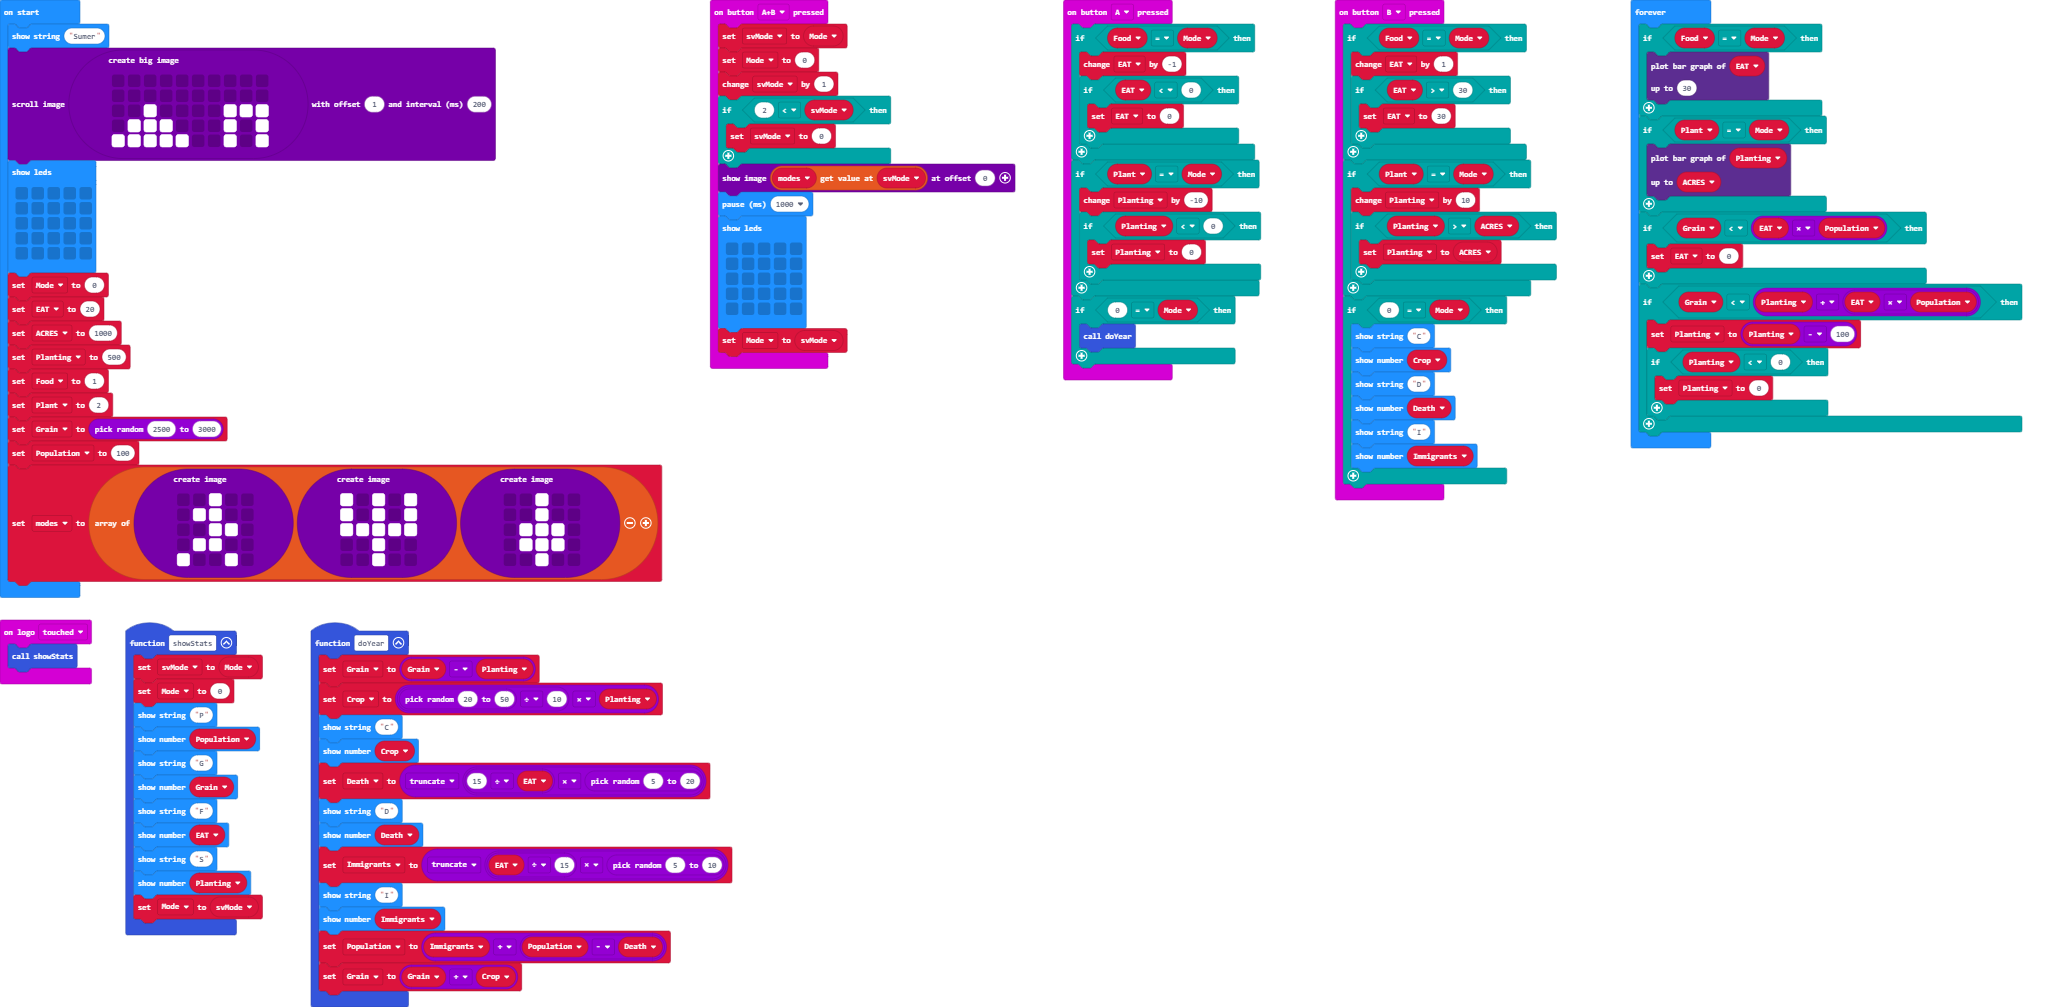 on start
show string "Sumer"
create big image
scroll image with offset 1 and interval (ms) 200
show leds
set Mode to 0
set EAT to 20
set ACRES to 1000
set Planting to 500
set Food to 1
set Plant to 2
set Grain to pick random 2500 to 3000
set Population to 100
create image create image create image
set modes to array of
on button A+B pressed
set svMode to Mode
set Mode to 0
change svMode by 1
if 2 < svMode then
set svMode to 0
show image modes get value at svMode at offset 0
pause (ms) 1000
show leds
set Mode to svMode
on button A pressed
if Food = Mode then
change EAT by -1
if EAT < 0 then
set EAT to 0
if Plant = Mode then
change Planting by -10
if Planting < 0 then
set Planting to 0
if 0 = Mode then
call doYear
on button B pressed
if Food = Mode then
change EAT by 1
if EAT > 30 then
set EAT to 30
if Plant = Mode then
change Planting by 10
if Planting > ACRES then
set Planting to ACRES
if 0 = Mode then
show string "C"
show number Crop
show string "D"
show number Death
show string "I"
show number Immigrants
forever
if Food = Mode then
plot bar graph of EAT
up to 30
if Plant = Mode then
plot bar graph of Planting
up to ACRES
if Grain < EAT × Population then
set EAT to 0
if Grain < Planting + EAT × Population then
set Planting to Planting - 100
if Planting < 0 then
set Planting to 0
on logo touched
call showStats
function showStats
set svMode to Mode
set Mode to 0
show string "P"
show number Population
show string "G"
show number Grain
show string "F"
show number EAT
show string "S"
show number Planting
set Mode to svMode
function doYear
set Grain to Grain - Planting
set Crop to pick random 20 to 50 ÷ 10 × Planting
show string "C"
show number Crop
set Death to truncate 15 ÷ EAT × pick random 5 to 20
show string "D"
show number Death
set Immigrants to truncate EAT ÷ 15 × pick random 5 to 10
show string "I"
show number Immigrants
set Population to Immigrants + Population - Death
set Grain to Grain + Crop